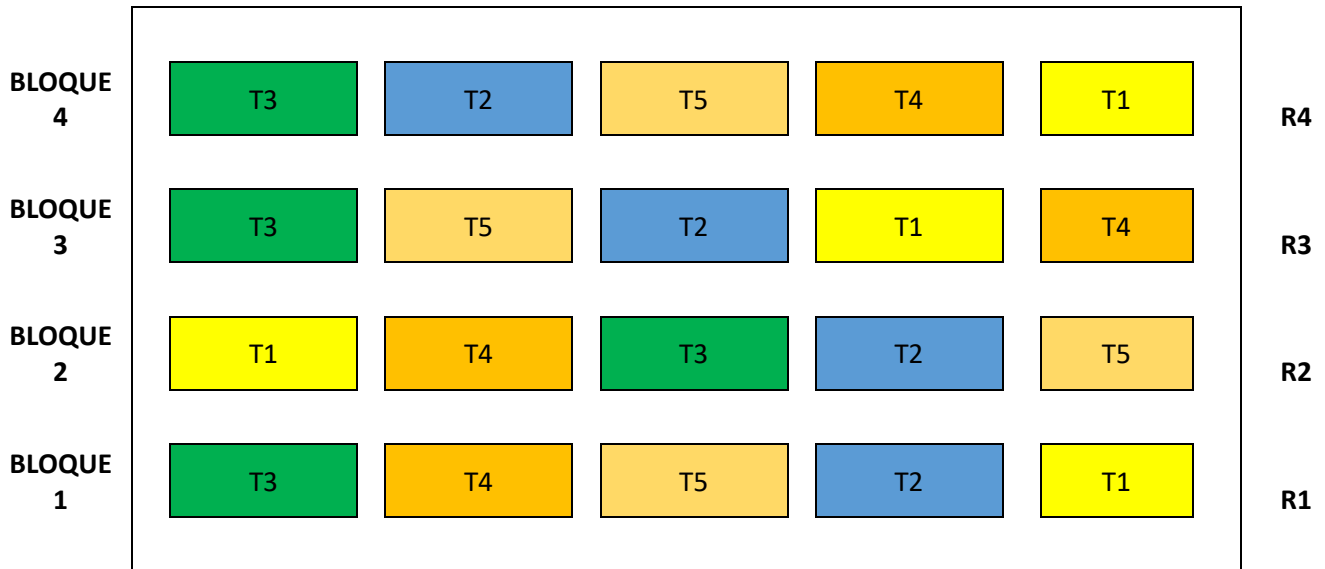 BLOQUE
4
T3 T2 T5 T4 T1
R4
BLOQUE
3
T3 T5 T2 T1 T4
R3
BLOQUE
2
T1 T4 T3 T2 T5
R2
BLOQUE
1
T3 T4 T5 T2 T1
R1